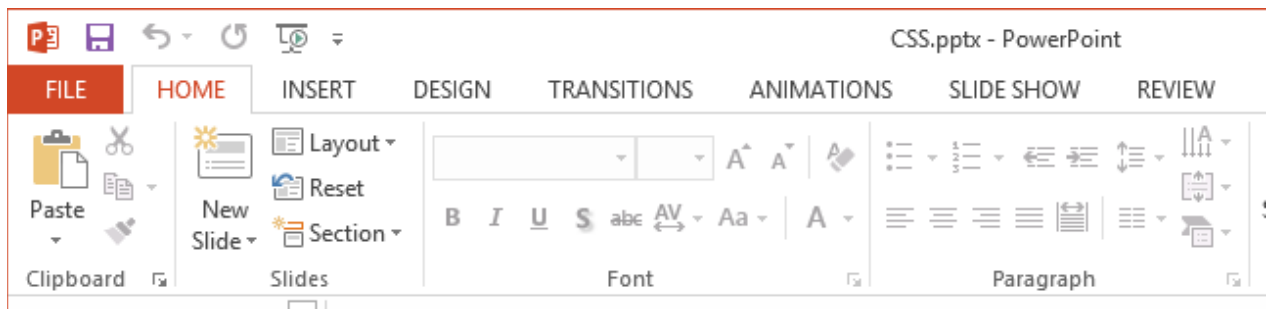 CSS.pptx - PowerPoint
FILE HOME INSERT DESIGN TRANSITIONS ANIMATIONS SLIDE SHOW REVIEW
Paste
New
Slide
Layout
Reset
Section
B I U S abc AV Aa A
Clipboard Slides Font Paragraph